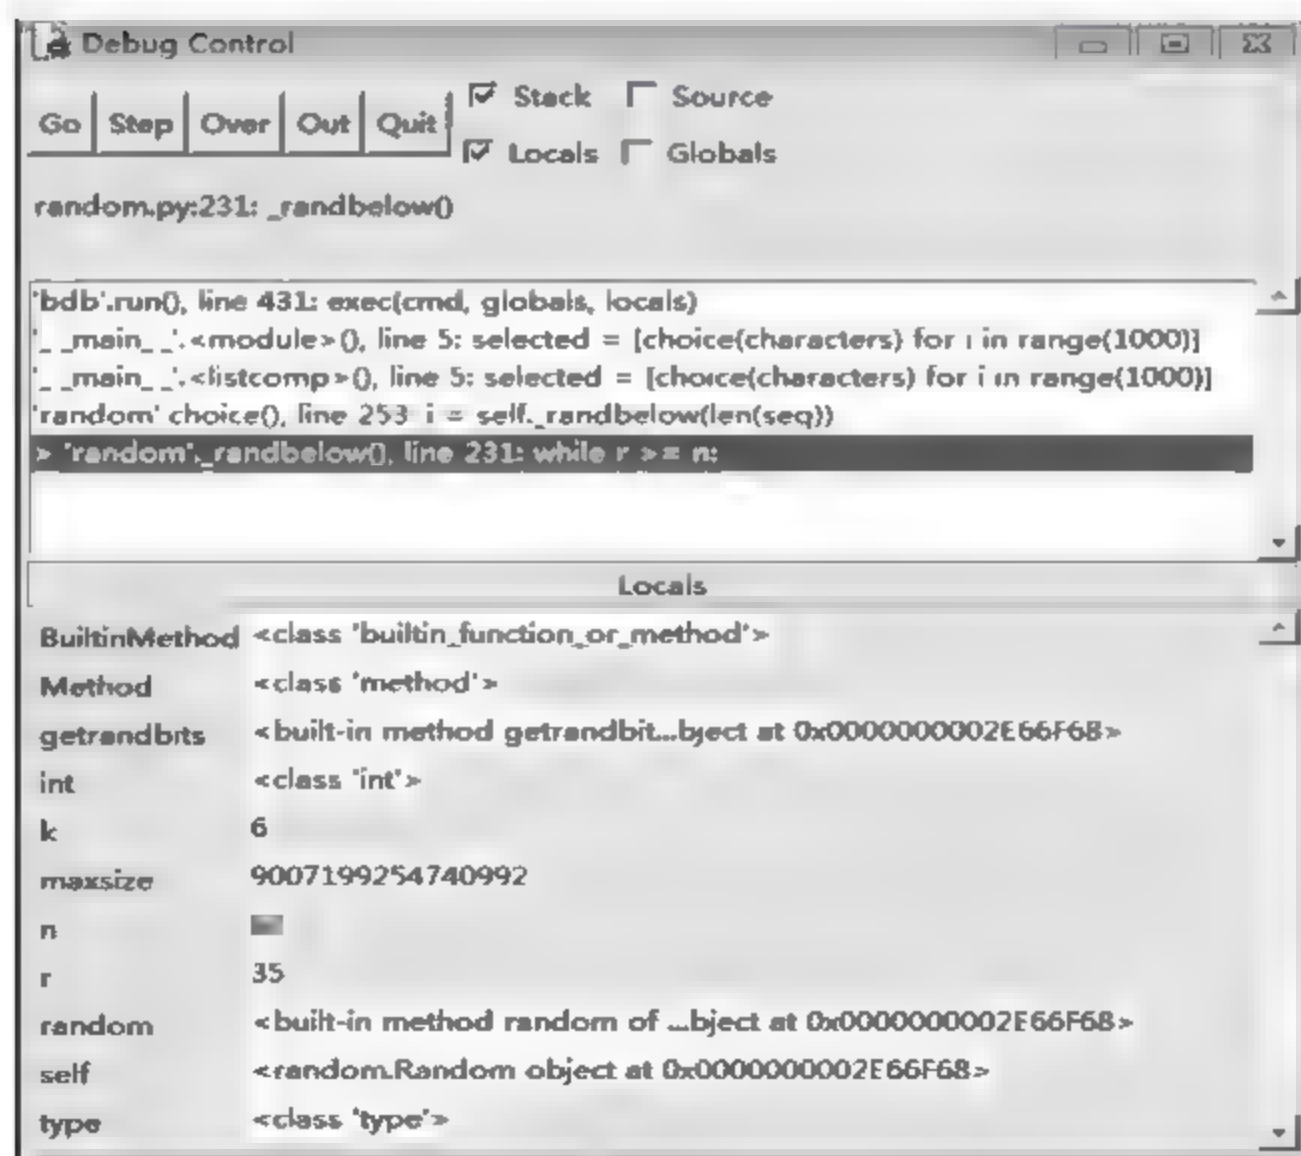 Debug Control
Go Step Over Out Quit
Stack Source
Locals Globals
random.py:231: _randbelow()
'bdb'.run(), line 431: exec(cmd, globals, locals)
'_ _main_ _'.<module>(), line 5: selected = [choice(characters) for i in range(1000)]
'_ _main_ _'.<listcomp>(), line 5: selected = [choice(characters) for i in range(1000)]
'random' choice(), line 253 i = self._randbelow(len(seq))
> 'random'._randbelow(), line 231: while r >= n:
Locals
BuiltinMethod <class 'builtin_function_or_method'>
Method <class 'method'>
getrandbits <built-in method getrandbit...bject at 0x0000000002E66F68>
int <class 'int'>
k 6
maxsize 9007199254740992
n
r 35
random <built-in method random of ...bject at 0x0000000002E66F68>
self <random.Random object at 0x0000000002E66F68>
type <class 'type'>